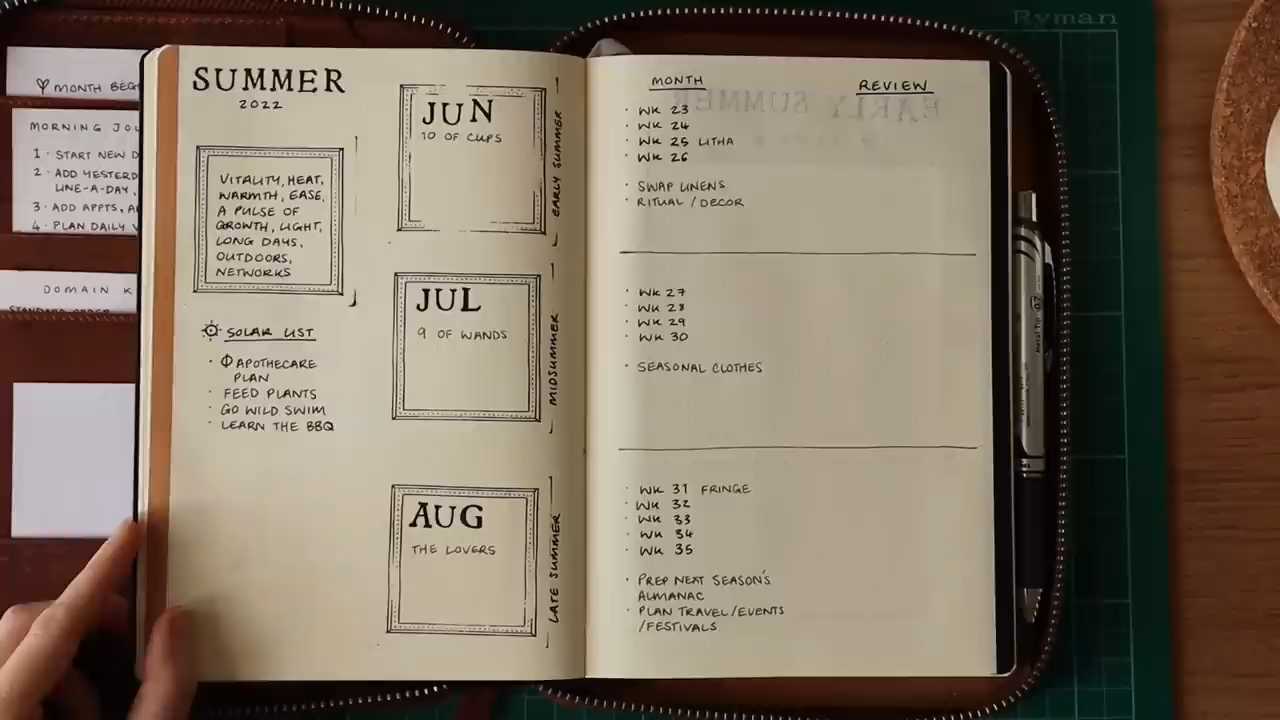 Ryman
♡ MONTH BEG
MORNING JOU
1 · START NEW D
2 · ADD YESTERD
LINE-A-DAY,
3 · ADD APPTS, A
4 · PLAN DAILY
DOMAIN K
SUMMER
2022
VITALITY, HEAT,
WARMTH, EASE,
A PULSE OF
GROWTH, LIGHT,
LONG DAYS,
OUTDOORS,
NETWORKS
SOLAR LIST
· APOTHECARE
PLAN
· FEED PLANTS
· GO WILD SWIM
· LEARN THE BBQ
JUN
10 OF CUPS
EARLY SUMMER
JUL
9 OF WANDS
MIDSUMMER
AUG
THE LOVERS
LATE SUMMER
MONTH
REVIEW
EARLY SUMMER
· WK 23
· WK 24
· WK 25 LITHA
· WK 26
· SWAP LINENS
· RITUAL / DECOR
· WK 27
· WK 28
· WK 29
· WK 30
· SEASONAL CLOTHES
· WK 31 FRINGE
· WK 32
· WK 33
· WK 34
· WK 35
· PREP NEXT SEASON'S
ALMANAC
· PLAN TRAVEL/EVENTS
/FESTIVALS